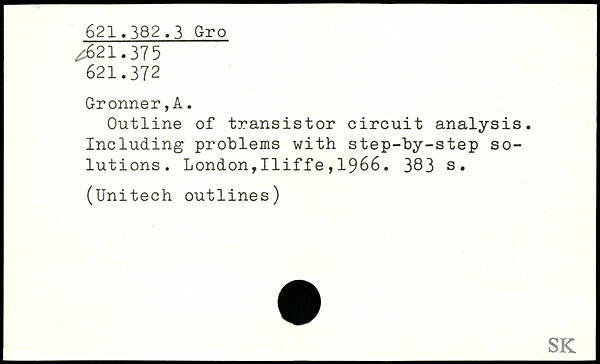 621.382.3 Gro
621.375
621.372
Gronner,A.
Outline of transistor circuit analysis.
Including problems with step-by-step so-
lutions. London,Iliffe,1966. 383 s.
(Unitech outlines)
SK